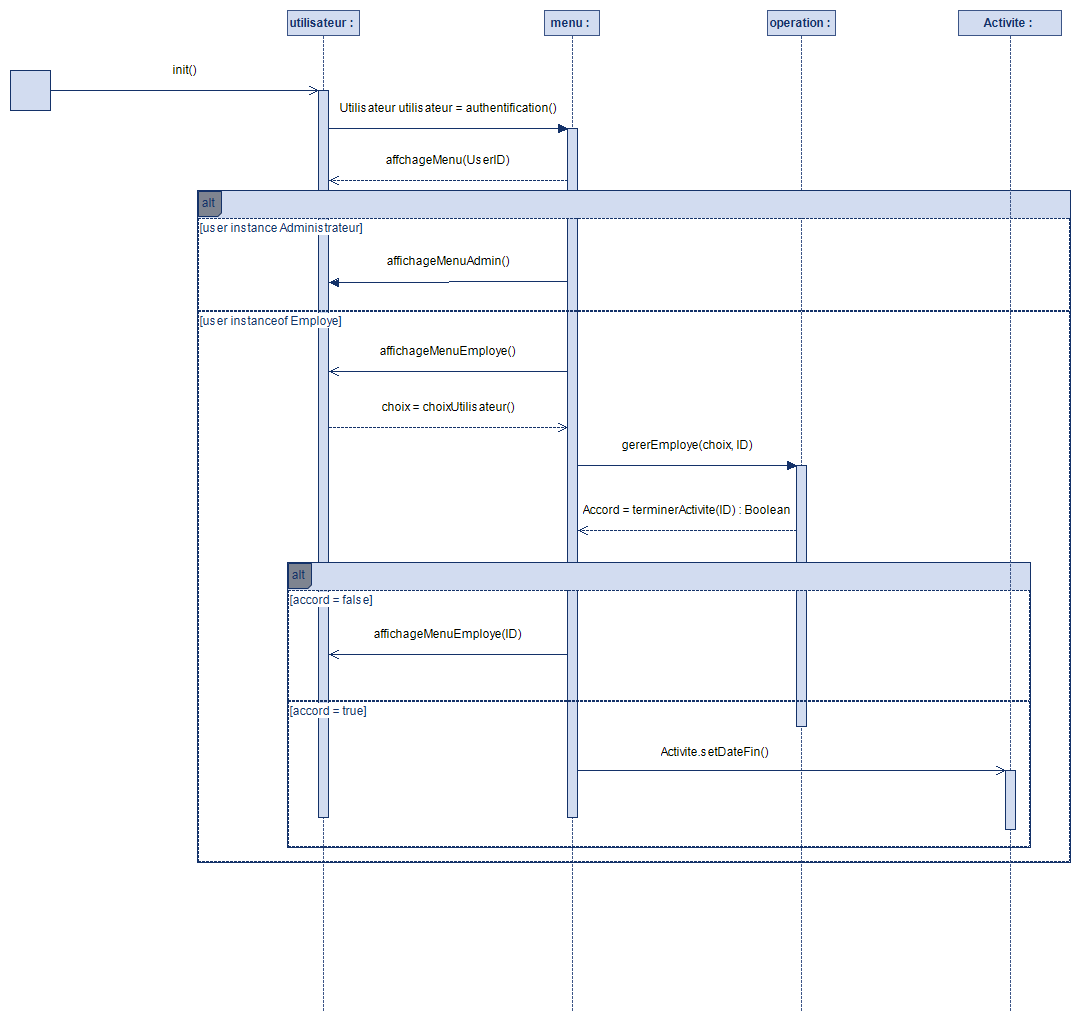 utilisateur :
menu :
operation :
Activite :
init()
Utilisateur utilisateur = authentification()
affchageMenu(UserID)
alt
[user instance Administrateur]
affichageMenuAdmin()
[user instanceof Employe]
affichageMenuEmploye()
choix = choixUtilisateur()
gererEmploye(choix, ID)
Accord = terminerActivite(ID) : Boolean
alt
[accord = false]
affichageMenuEmploye(ID)
[accord = true]
Activite.setDateFin()